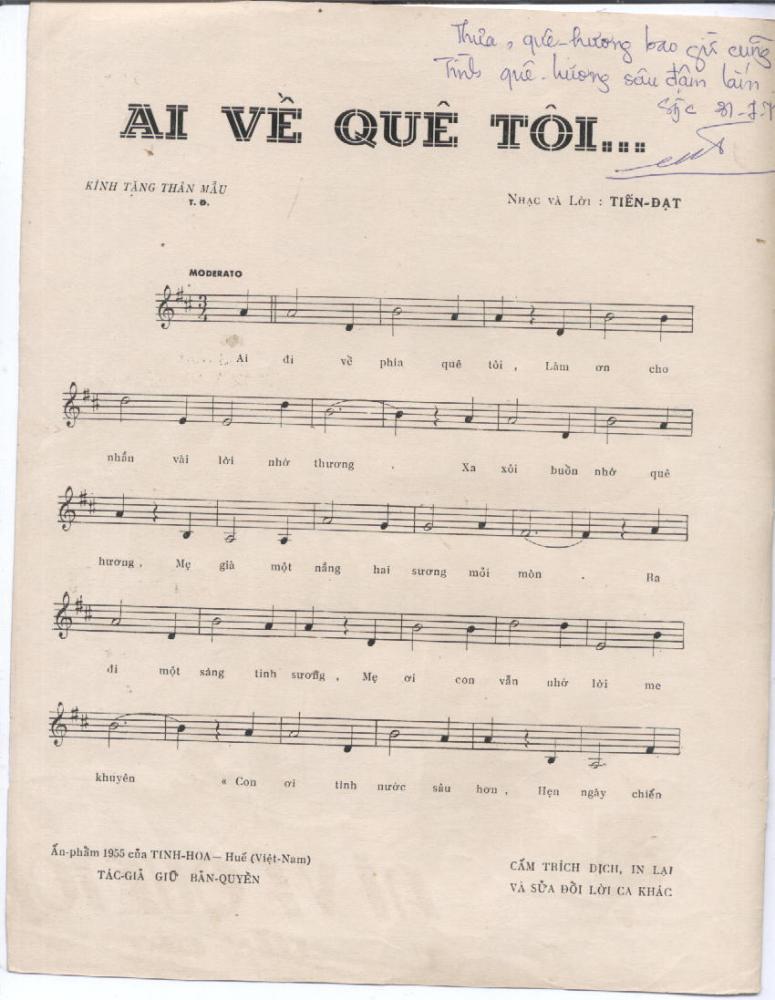 Thưa, quê-hương bao giờ cũng
Tình quê-hương sâu đậm lắm
AI VỀ QUÊ TÔI...
KÍNH TẶNG THÂN MẪU
T. Đ.
NHẠC VÀ LỜI : TIẾN-ĐẠT
MODERATO
3
4
Ai đi về phía quê tôi , Làm ơn cho
nhắn vài lời nhớ thương . Xa xôi buồn nhớ quê
hương , Mẹ già một nắng hai sương mỏi mòn . Ra
đi một sáng tinh sương , Mẹ ơi con vẫn nhớ lời me
khuyên « Con ơi tình nước sâu hơn , Hẹn ngày chiến
Ấn-phẩm 1955 của TINH-HOA — Huế (Việt-Nam)
TÁC-GIẢ GIỮ BẢN-QUYỀN
CẤM TRÍCH DỊCH, IN LẠI
VÀ SỬA ĐỔI LỜI CA KHÁC